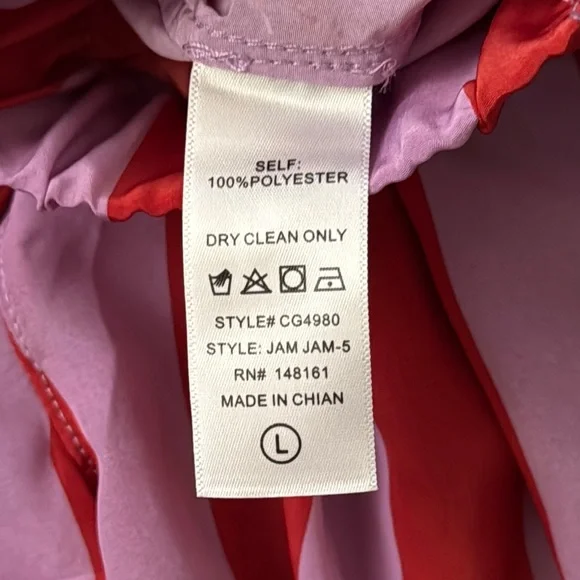 SELF:
100%POLYESTER
DRY CLEAN ONLY
STYLE# CG4980
STYLE: JAM JAM-5
RN# 148161
MADE IN CHIAN
L